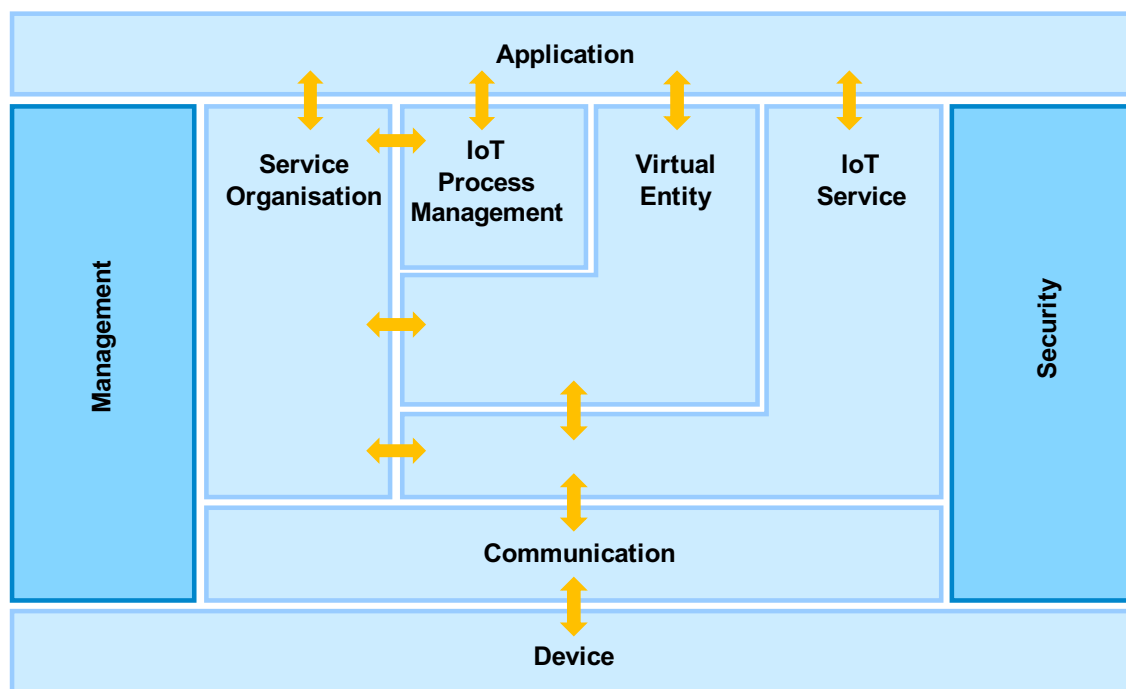 Application
Service
Organisation
IoT
Process
Management
Virtual
Entity
IoT
Service
Management
Security
Communication
Device